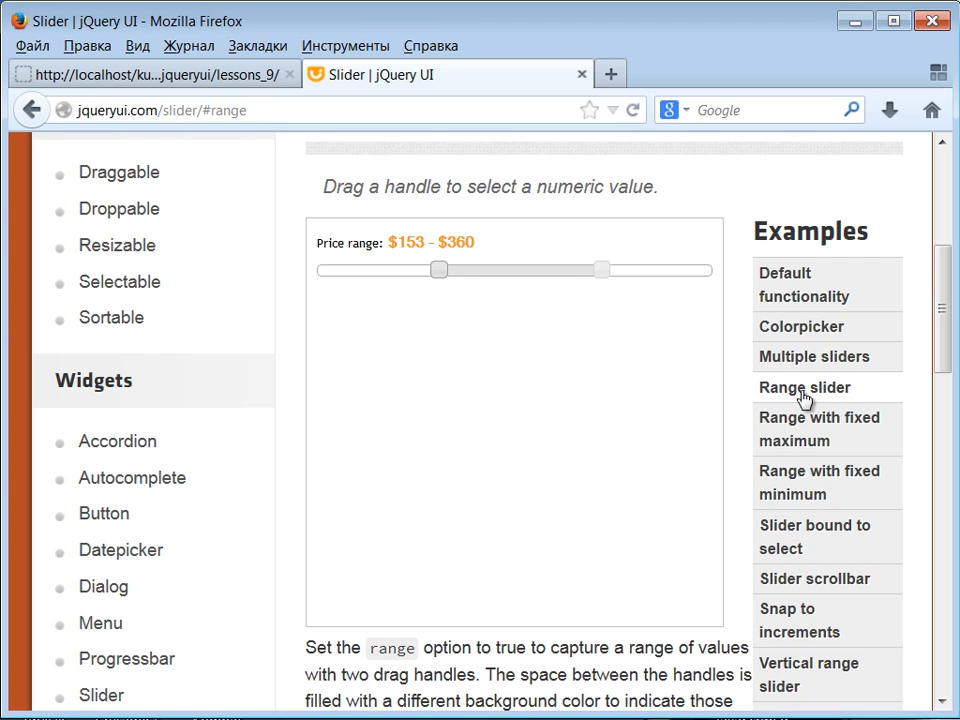 Slider | jQuery UI - Mozilla Firefox
Файл Правка Вид Журнал Закладки Инструменты Справка
http://localhost/ku...jqueryui/lessons_9/
Slider | jQuery UI
jqueryui.com/slider/#range
Google
Draggable
Droppable
Resizable
Selectable
Sortable
Widgets
Accordion
Autocomplete
Button
Datepicker
Dialog
Menu
Progressbar
Slider
Drag a handle to select a numeric value.
Price range: $153 - $360
Set the range option to true to capture a range of values
with two drag handles. The space between the handles is
filled with a different background color to indicate those
Examples
Default
functionality
Colorpicker
Multiple sliders
Range slider
Range with fixed
maximum
Range with fixed
minimum
Slider bound to
select
Slider scrollbar
Snap to
increments
Vertical range
slider